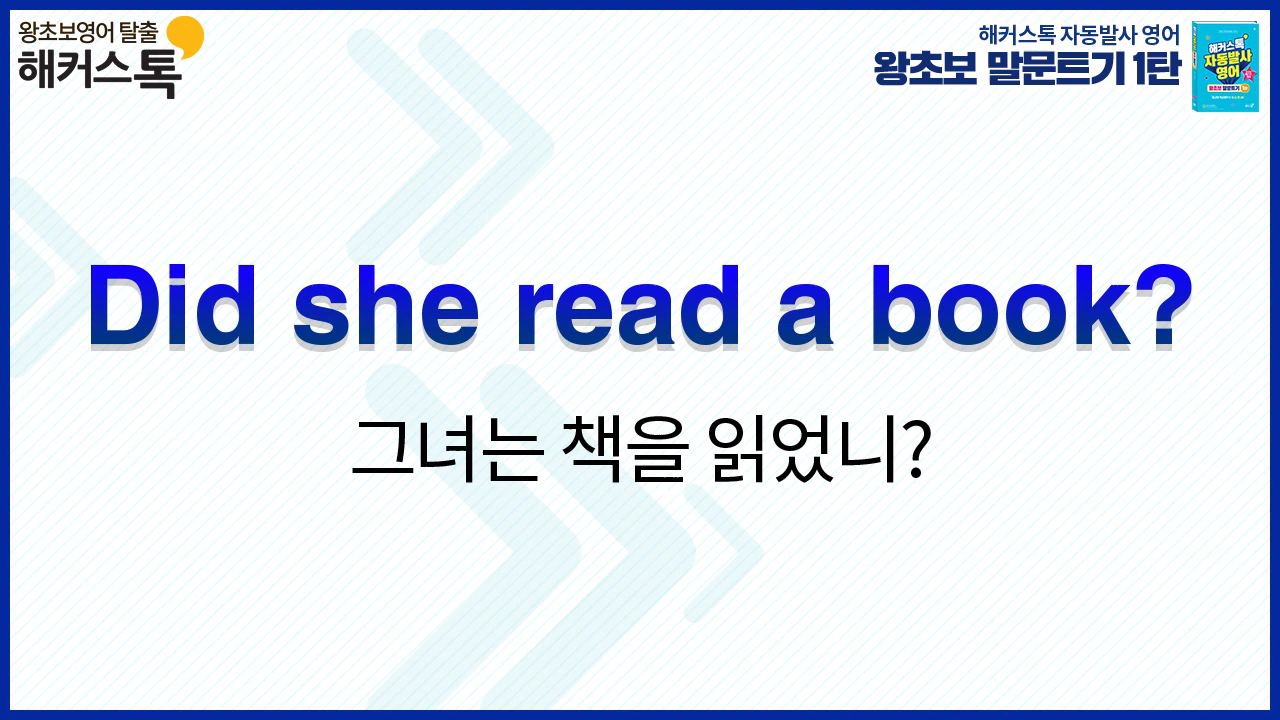 왕초보영어 탈출
해커스톡
해커스톡 자동발사 영어
왕초보 말문트기 1탄
해커스톡
자동발사
영어
Did she read a book?
그녀는 책을 읽었니?